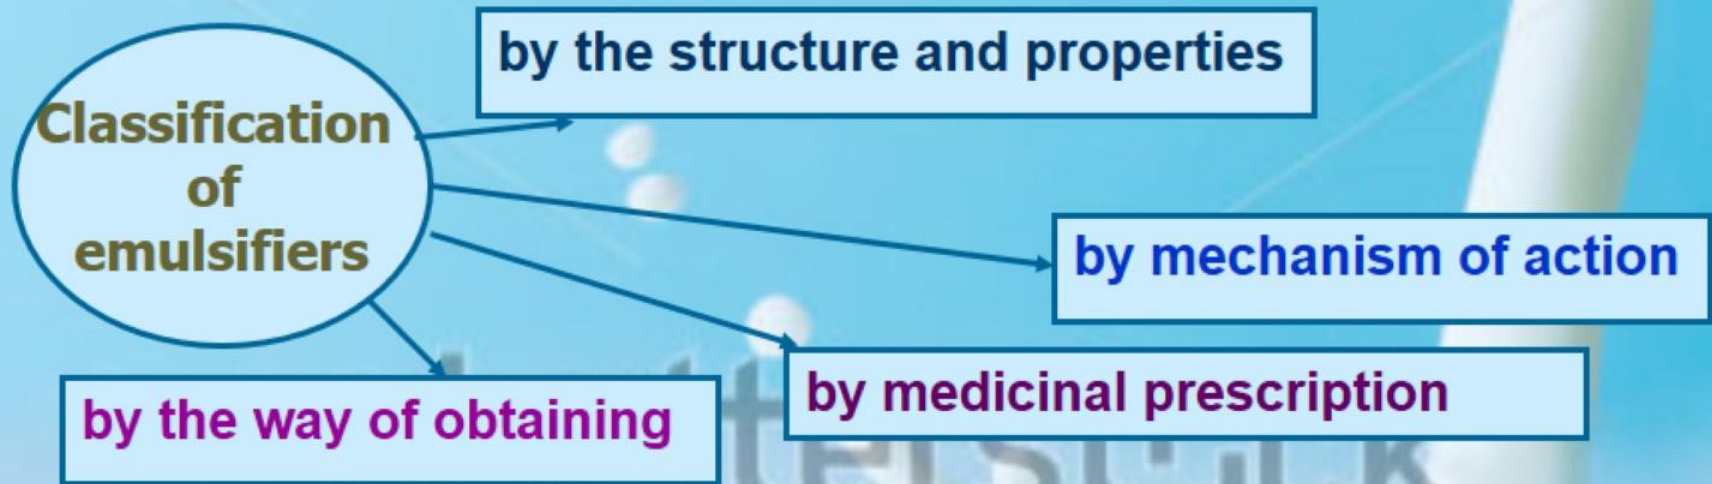 Classification
of
emulsifiers
by the structure and properties
by mechanism of action
by medicinal prescription
by the way of obtaining